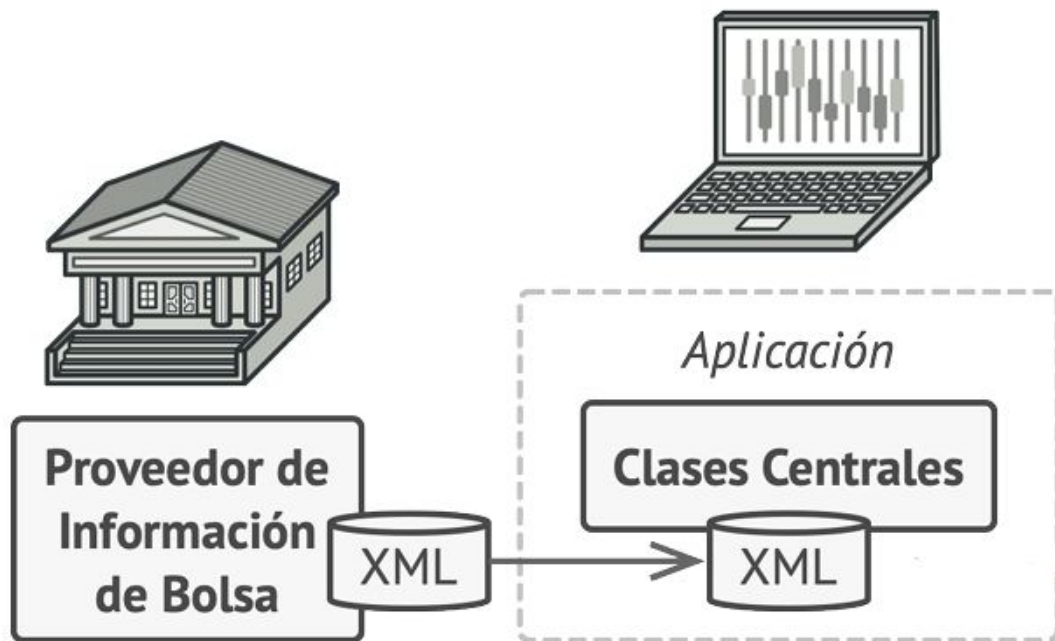 Aplicación
Proveedor de
Información
de Bolsa
XML
Clases Centrales
XML